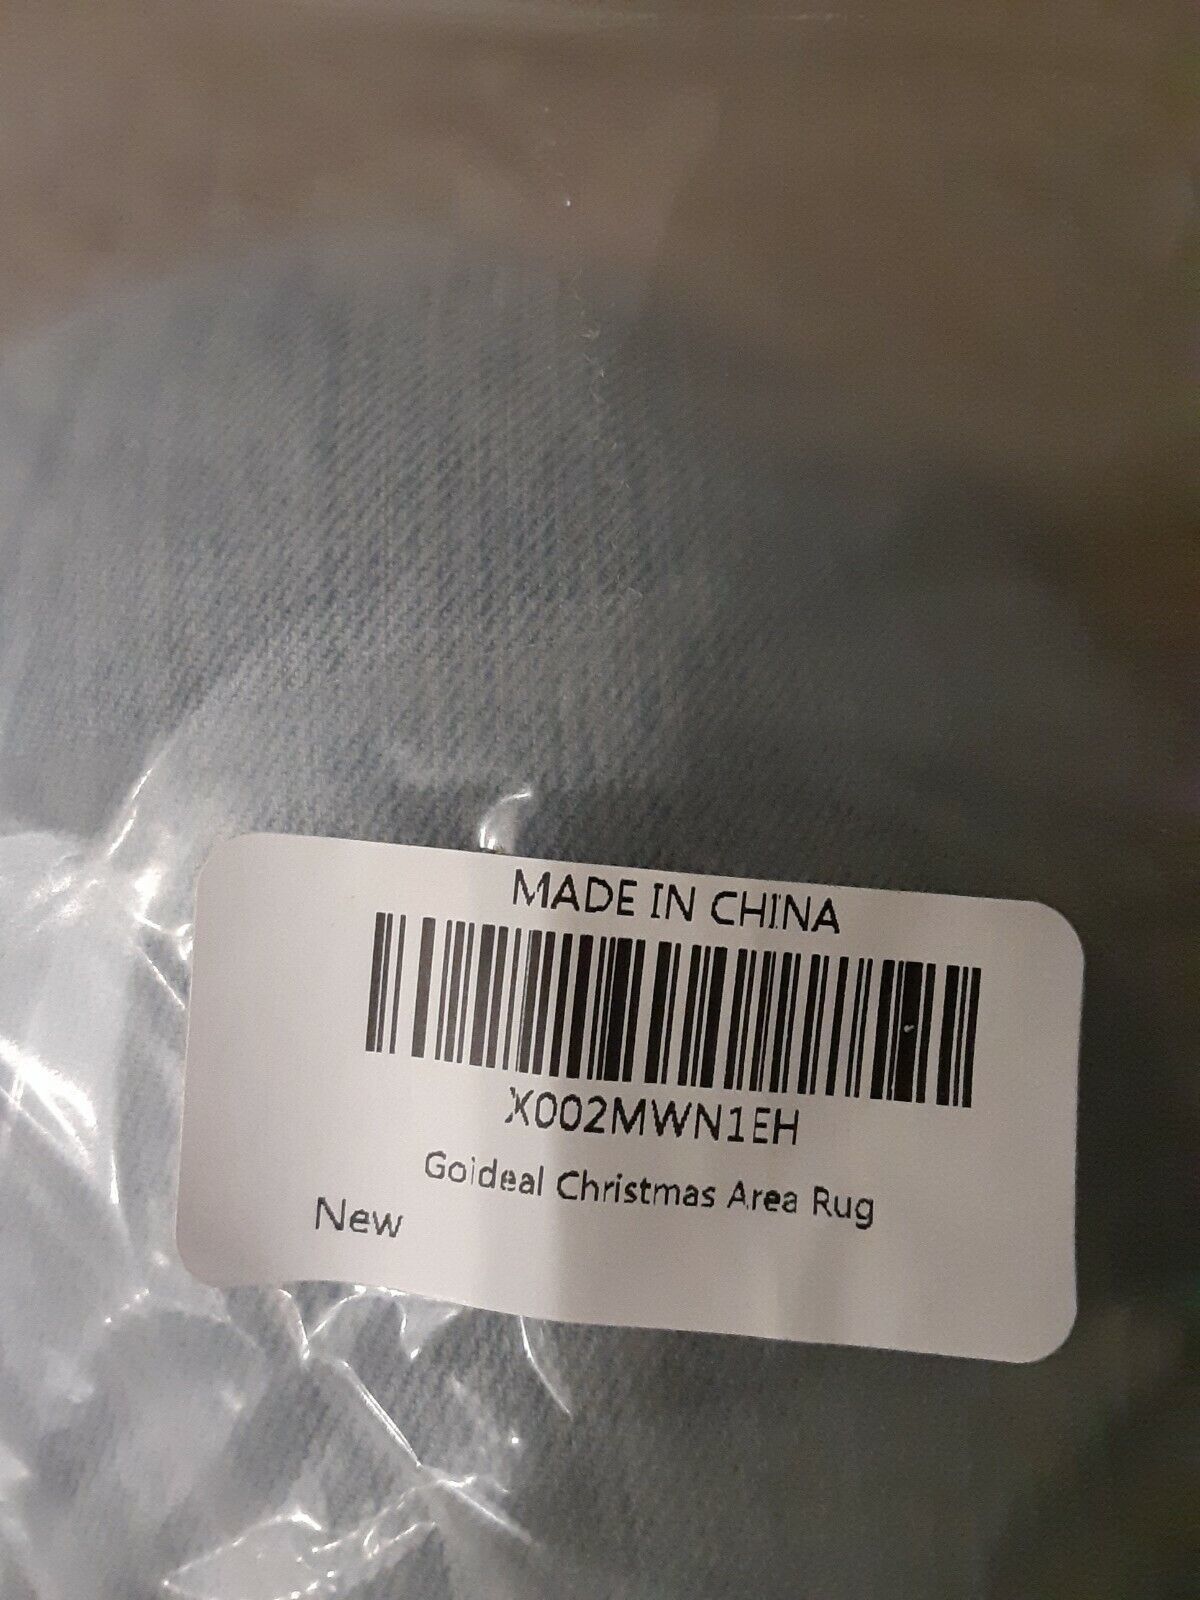 MADE IN CHINA
X002MWN1EH
Goideal Christmas Area Rug
New